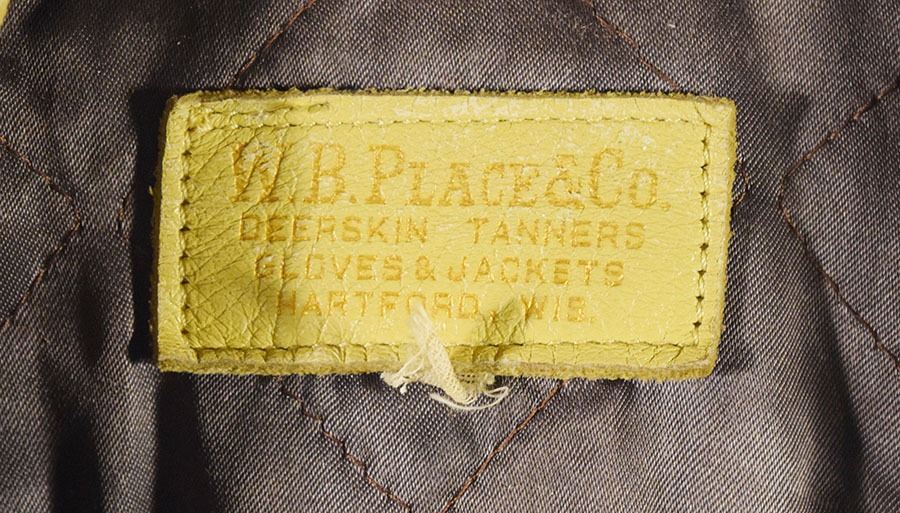 W.B. PLACE & CO.
DEERSKIN TANNERS
GLOVES & JACKETS
HARTFORD, WIS.